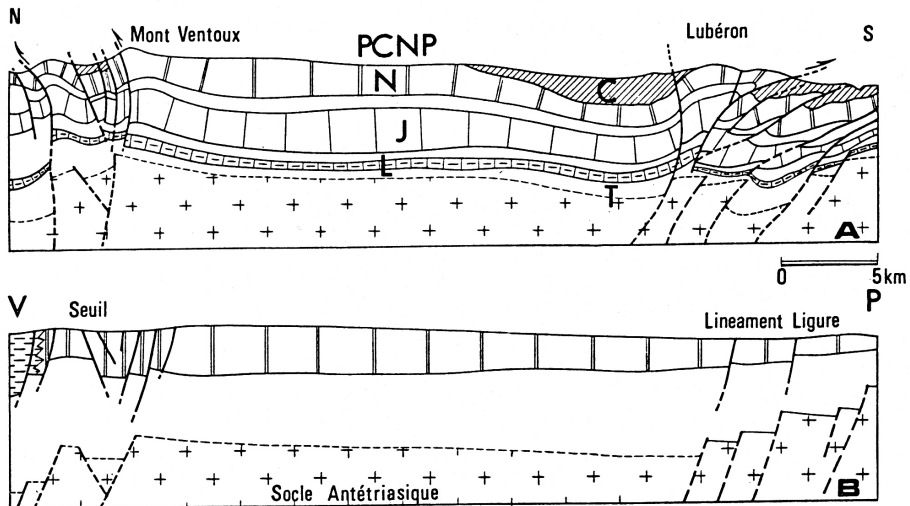 N
Mont Ventoux
PCNP
Lubéron
S
N
C
J
L
T
A
0 5km
V
Seuil
Lineament Ligure
P
Socle Antétriasique
B